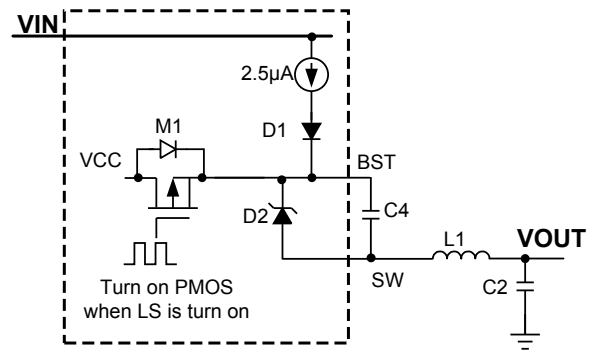 VIN
2.5µA
M1
D1
VCC
BST
D2
C4
L1
VOUT
SW
C2
Turn on PMOS
when LS is turn on